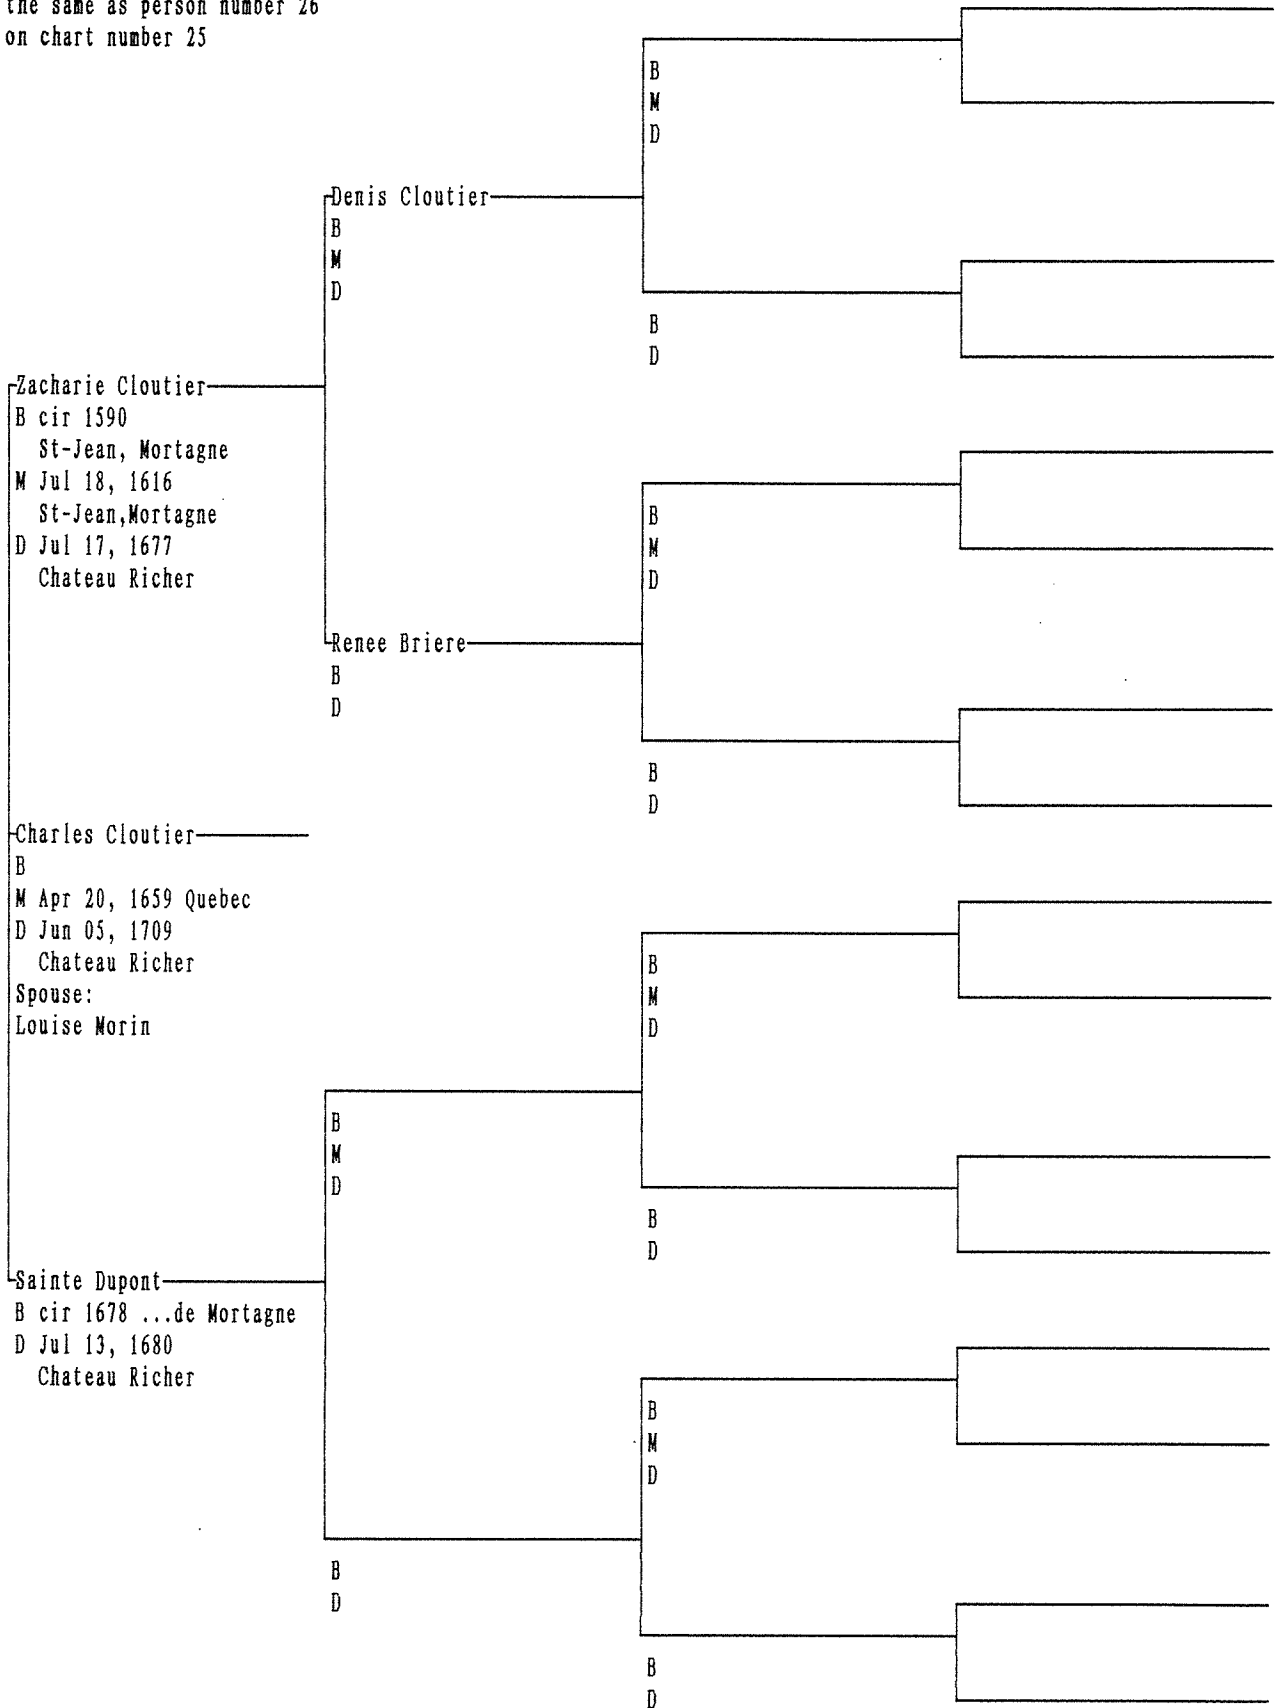 the same as person number 26
on chart number 25
B
M
D
Denis Cloutier
B
M
D
B
D
Zacharie Cloutier
B cir 1590
St-Jean, Mortagne
M Jul 18, 1616
St-Jean,Mortagne
D Jul 17, 1677
Chateau Richer
B
M
D
Renee Briere
B
D
B
D
Charles Cloutier
B
M Apr 20, 1659 Quebec
D Jun 05, 1709
Chateau Richer
Spouse:
Louise Morin
B
M
D
B
M
D
B
D
Sainte Dupont
B cir 1678 ...de Mortagne
D Jul 13, 1680
Chateau Richer
B
M
D
B
D
B
D